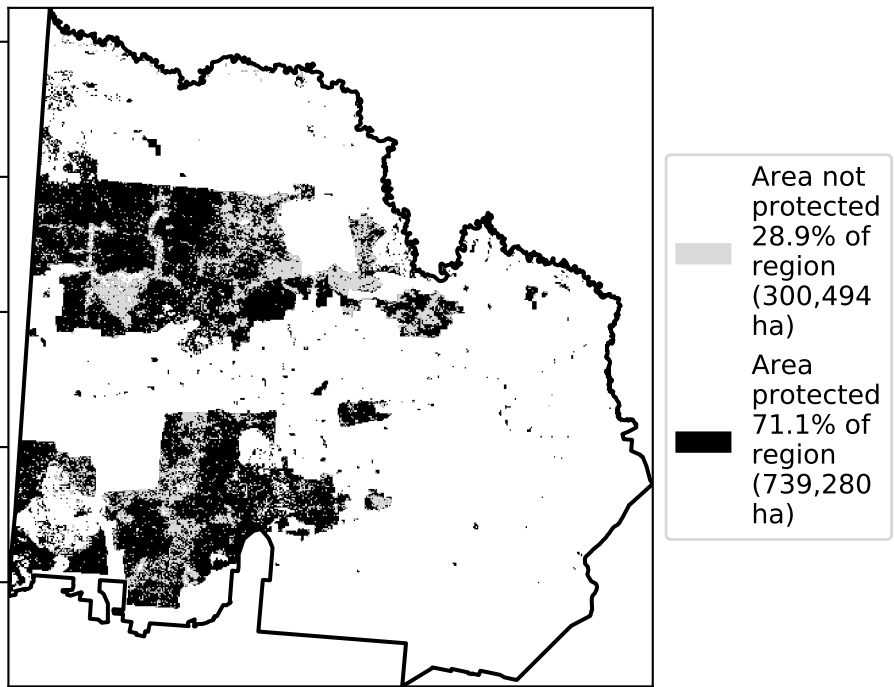 Area not
protected
28.9% of
region
(300,494
ha)
Area
protected
71.1% of
region
(739,280
ha)